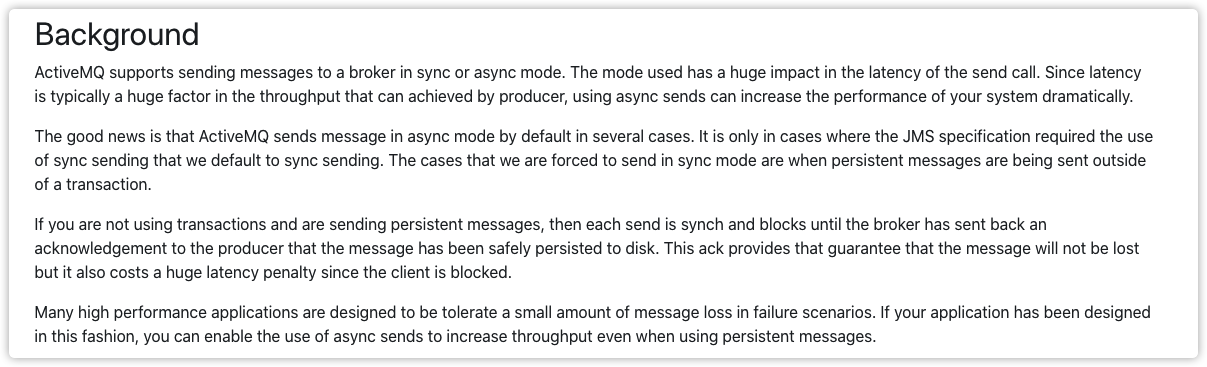 Background
ActiveMQ supports sending messages to a broker in sync or async mode. The mode used has a huge impact in the latency of the send call. Since latency
is typically a huge factor in the throughput that can achieved by producer, using async sends can increase the performance of your system dramatically.
The good news is that ActiveMQ sends message in async mode by default in several cases. It is only in cases where the JMS specification required the use
of sync sending that we default to sync sending. The cases that we are forced to send in sync mode are when persistent messages are being sent outside
of a transaction.
If you are not using transactions and are sending persistent messages, then each send is synch and blocks until the broker has sent back an
acknowledgement to the producer that the message has been safely persisted to disk. This ack provides that guarantee that the message will not be lost
but it also costs a huge latency penalty since the client is blocked.
Many high performance applications are designed to be tolerate a small amount of message loss in failure scenarios. If your application has been designed
in this fashion, you can enable the use of async sends to increase throughput even when using persistent messages.